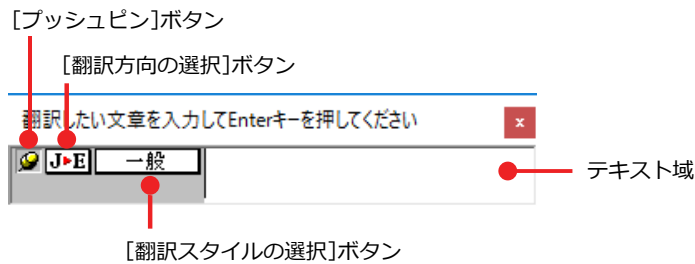 [プッシュピン]ボタン
[翻訳方向の選択]ボタン
翻訳したい文章を入力してEnterキーを押してください
x
J▶E 一般
テキスト域
[翻訳スタイルの選択]ボタン